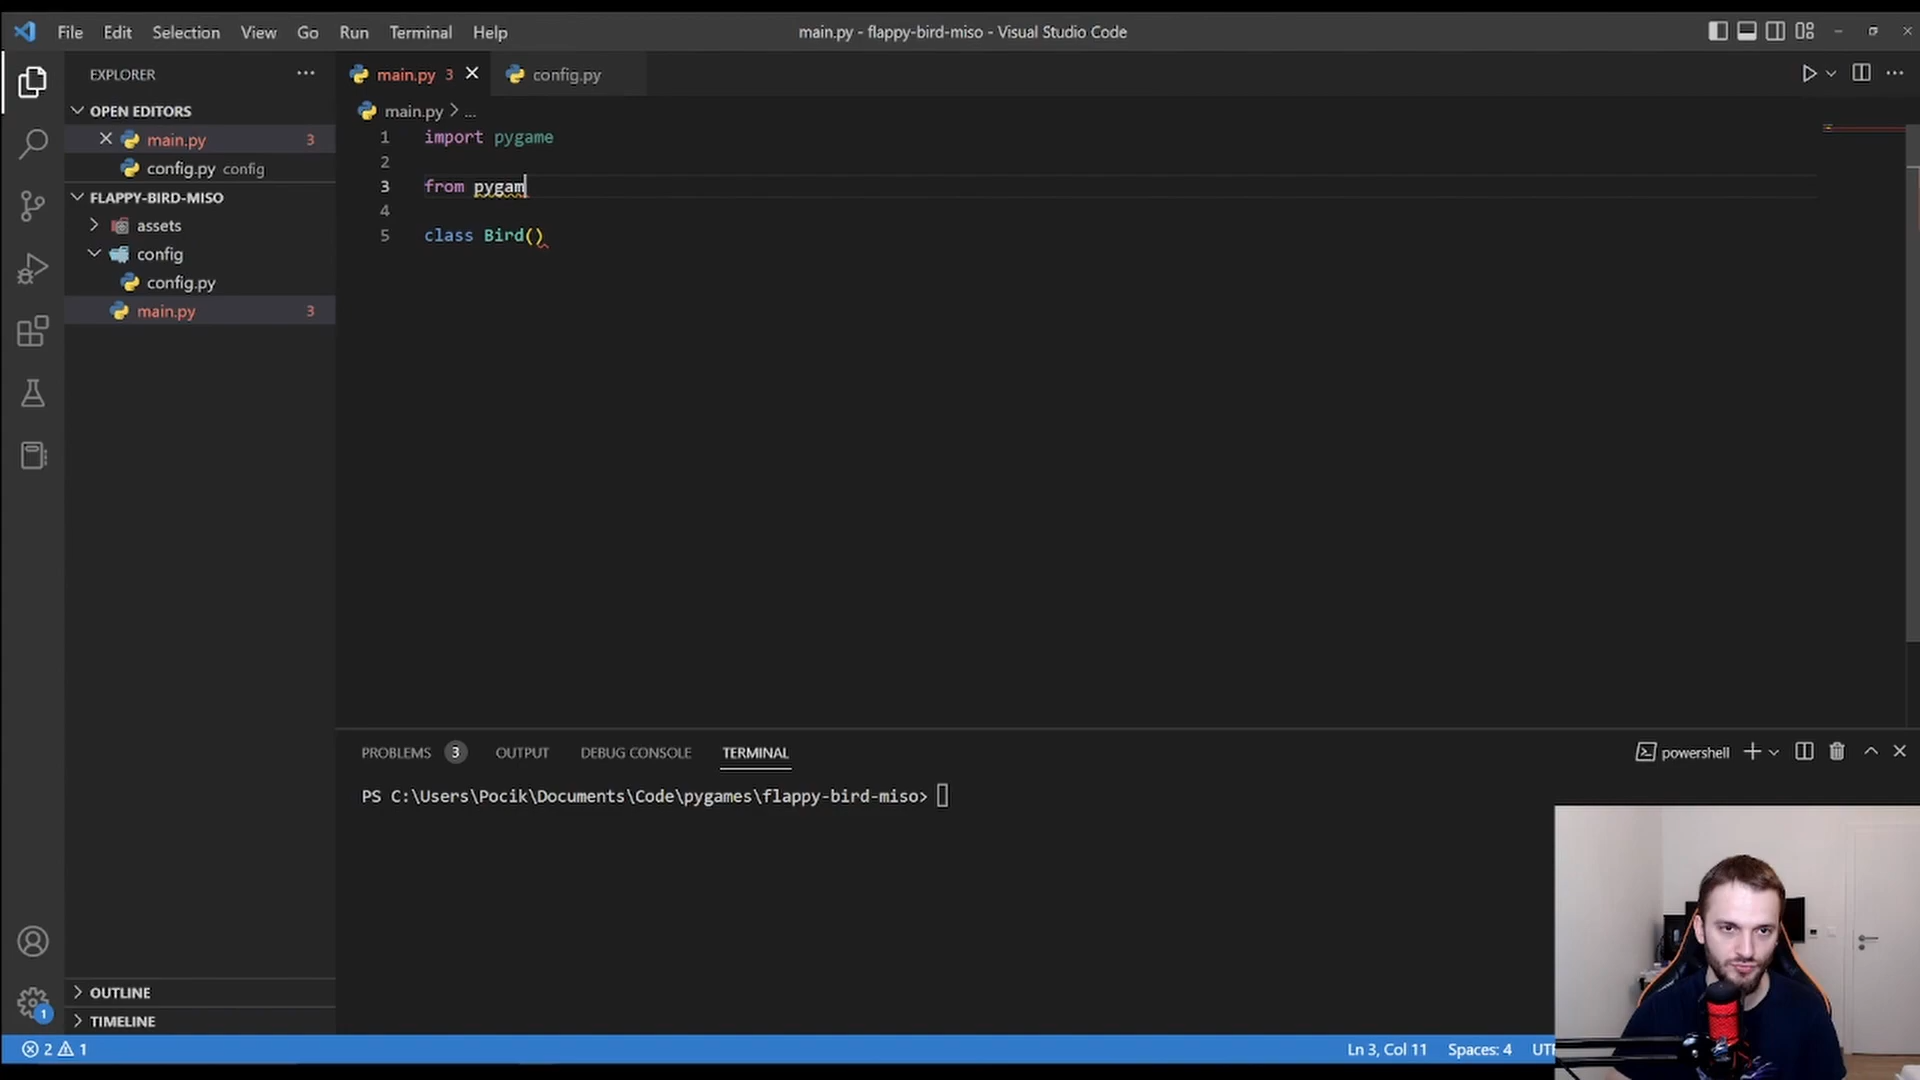 File Edit Selection View Go Run Terminal Help
main.py - flappy-bird-miso - Visual Studio Code
EXPLORER
OPEN EDITORS
main.py 3
config.py config
FLAPPY-BIRD-MISO
assets
config
config.py
main.py 3
OUTLINE
TIMELINE
main.py 3
config.py
main.py > ...
1 import pygame
2
3 from pygam
4
5 class Bird()
PROBLEMS 3 OUTPUT DEBUG CONSOLE TERMINAL
powershell
PS C:\Users\Pocik\Documents\Code\pygames\flappy-bird-miso>
1
2 1
Ln 3, Col 11 Spaces: 4 UTF